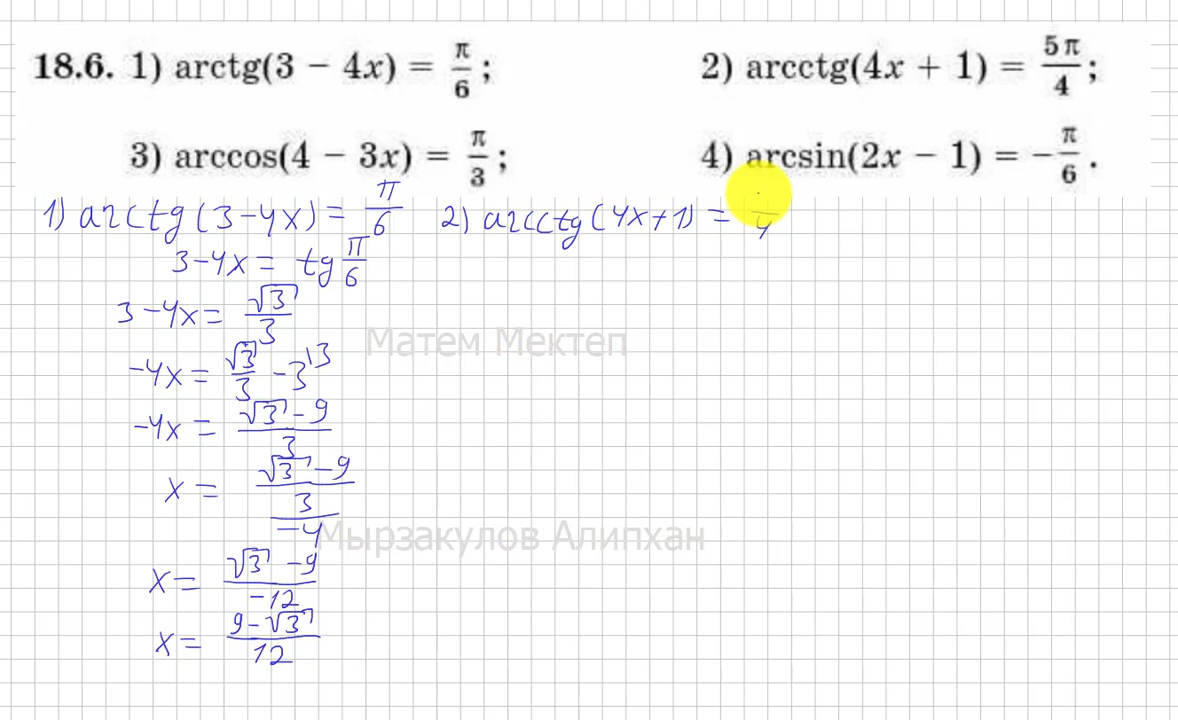 18.6. 1) arctg(3 − 4x) = π/6 ; 2) arcctg(4x + 1) = 5π/4 ;
3) arccos(4 − 3x) = π/3 ; 4) arcsin(2x − 1) = −π/6 .
1) arctg(3−4x) = π/6 2) arcctg(4x+1) = /4
3−4x = tg π/6
3−4x = √3/3
Матем Мектеп
−4x = √3/3 − 3^{13}
−4x = (√3 − 9)/3
x = ((√3 − 9)/3)/(−4)
Мырзакулов Алипхан
x = (√3 − 9)/(−12)
x = (9 − √3)/12